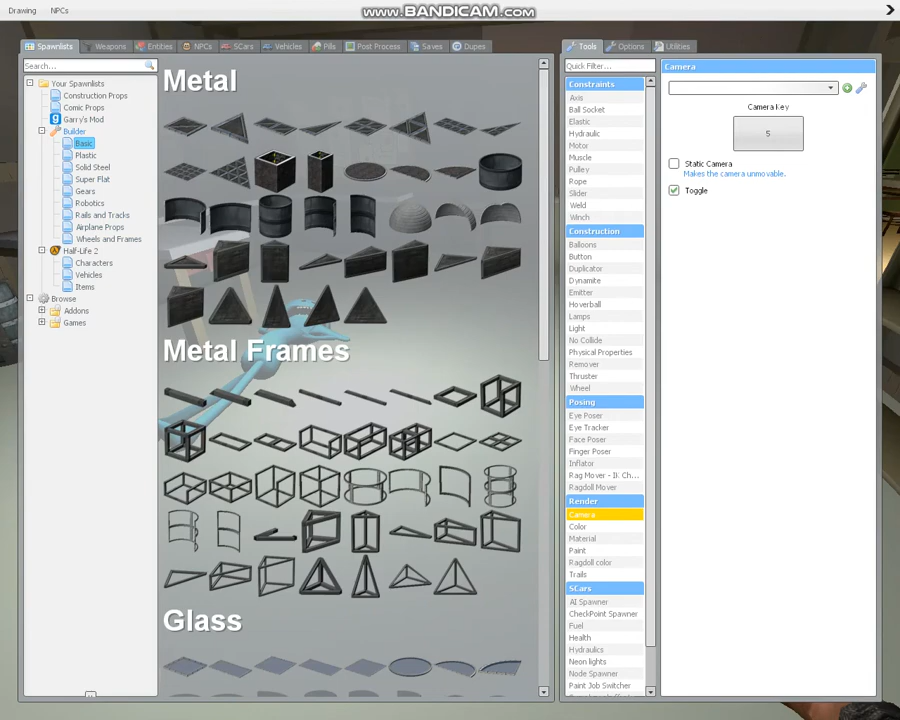 Drawing NPCs
www.BANDICAM.com
Spawnlists Weapons Entities NPCs SCars Vehicles Pills Post Process Saves Dupes
Tools Options Utilities
Search...
Your Spawnlists
Construction Props
Comic Props
Garry's Mod
Builder
Basic
Plastic
Solid Steel
Super Flat
Gears
Robotics
Rails and Tracks
Airplane Props
Wheels and Frames
Half-Life 2
Characters
Vehicles
Items
Browse
Addons
Games
Metal
Metal Frames
Glass
Quick Filter...
Constraints
Axis
Ball Socket
Elastic
Hydraulic
Motor
Muscle
Pulley
Rope
Slider
Weld
Winch
Construction
Balloons
Button
Duplicator
Dynamite
Emitter
Hoverball
Lamps
Light
No Collide
Physical Properties
Remover
Thruster
Wheel
Posing
Eye Poser
Eye Tracker
Face Poser
Finger Poser
Inflator
Rag Mover - IK Ch...
Ragdoll Mover
Render
Camera
Color
Material
Paint
Ragdoll color
Trails
SCars
AI Spawner
CheckPoint Spawner
Fuel
Health
Hydraulics
Neon lights
Node Spawner
Paint Job Switcher
Camera
Camera Key
5
Static Camera
Makes the camera unmovable.
Toggle